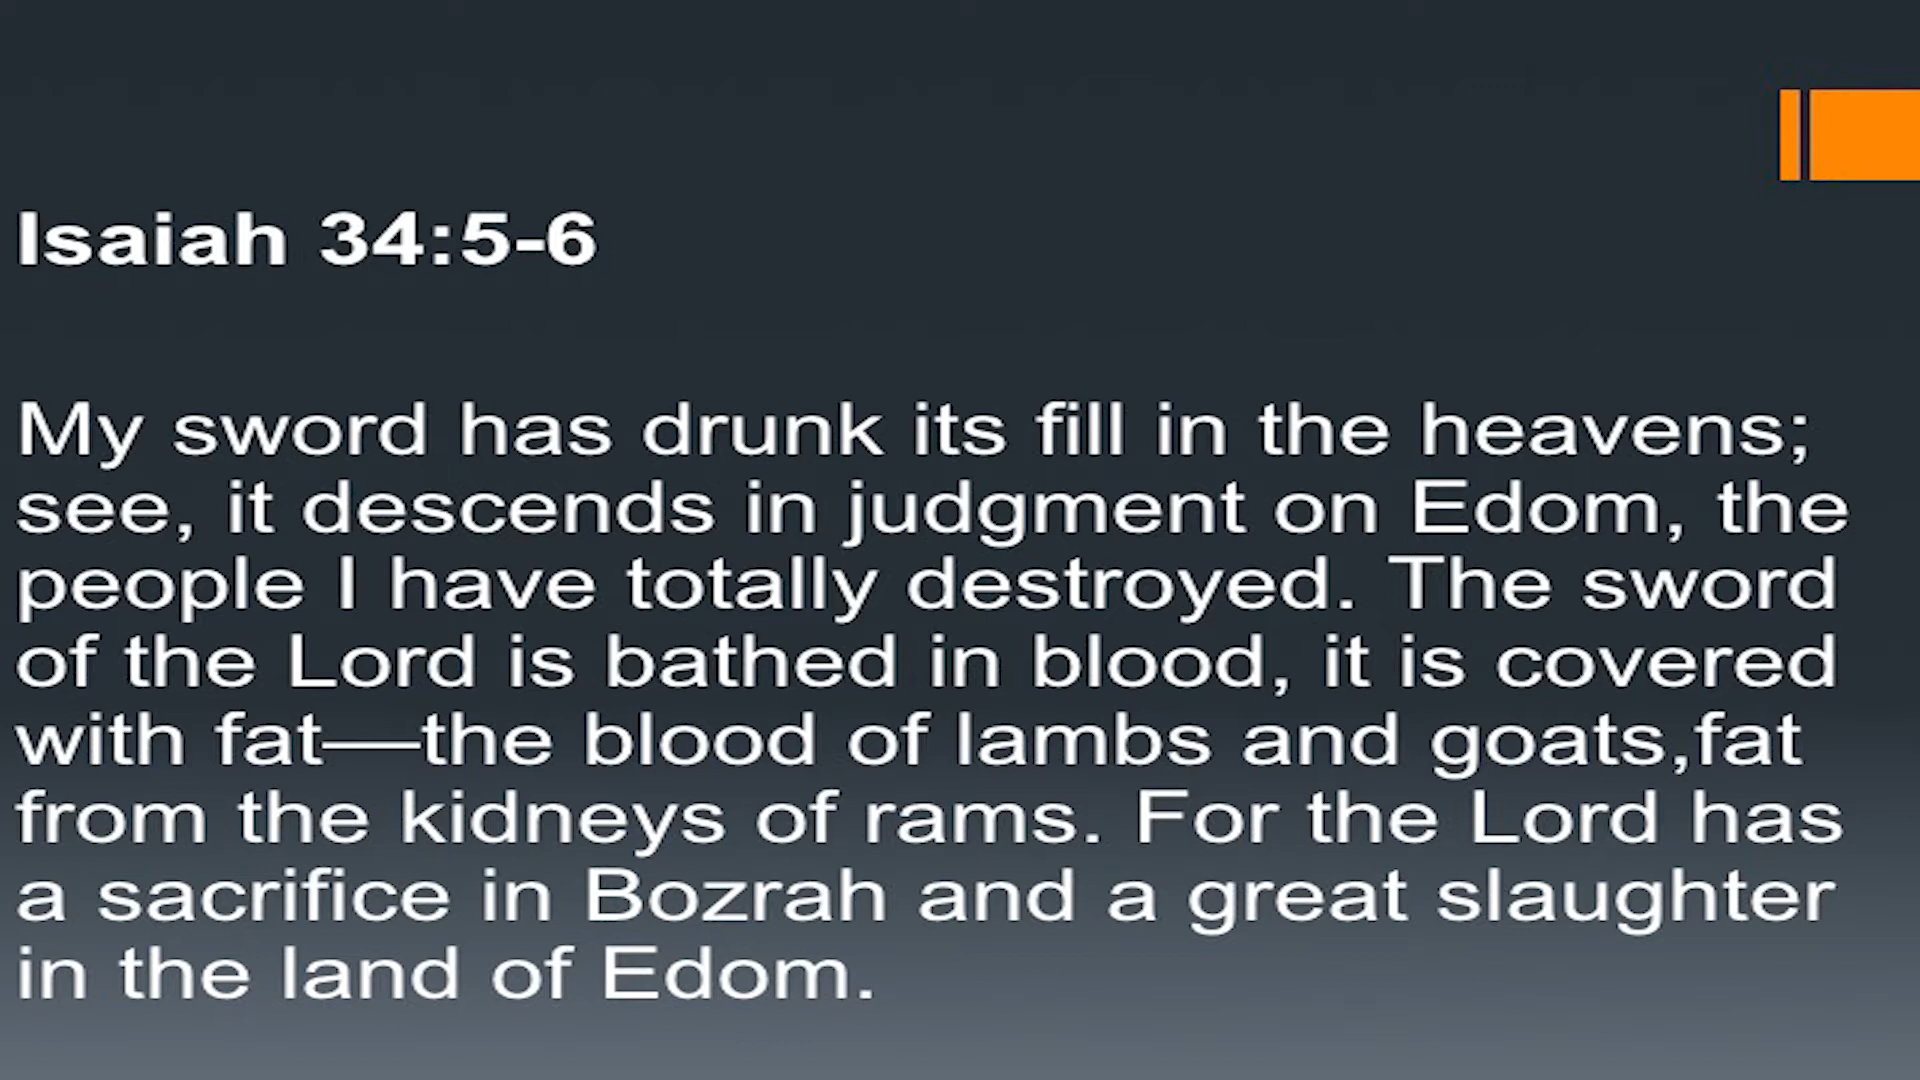 Isaiah 34:5-6
My sword has drunk its fill in the heavens;
see, it descends in judgment on Edom, the
people I have totally destroyed. The sword
of the Lord is bathed in blood, it is covered
with fat—the blood of lambs and goats,fat
from the kidneys of rams. For the Lord has
a sacrifice in Bozrah and a great slaughter
in the land of Edom.